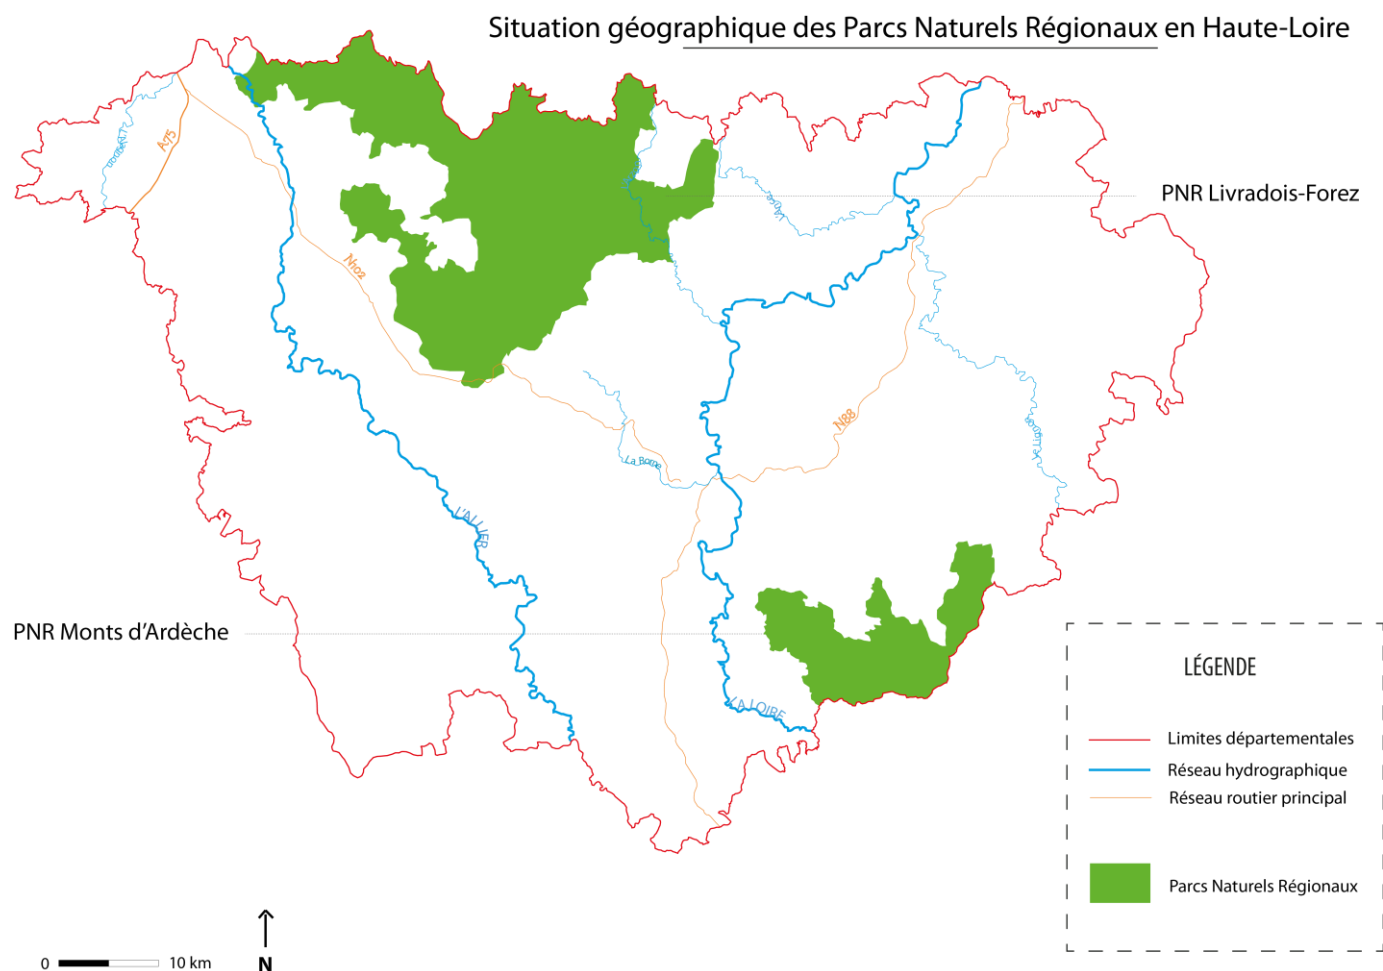 Situation géographique des Parcs Naturels Régionaux en Haute-Loire
A75
N102
L'ALLIER
La Borne
N88
LA LOIRE
PNR Livradois-Forez
PNR Monts d'Ardèche
LÉGENDE
Limites départementales
Réseau hydrographique
Réseau routier principal
Parcs Naturels Régionaux
0 10 km
N